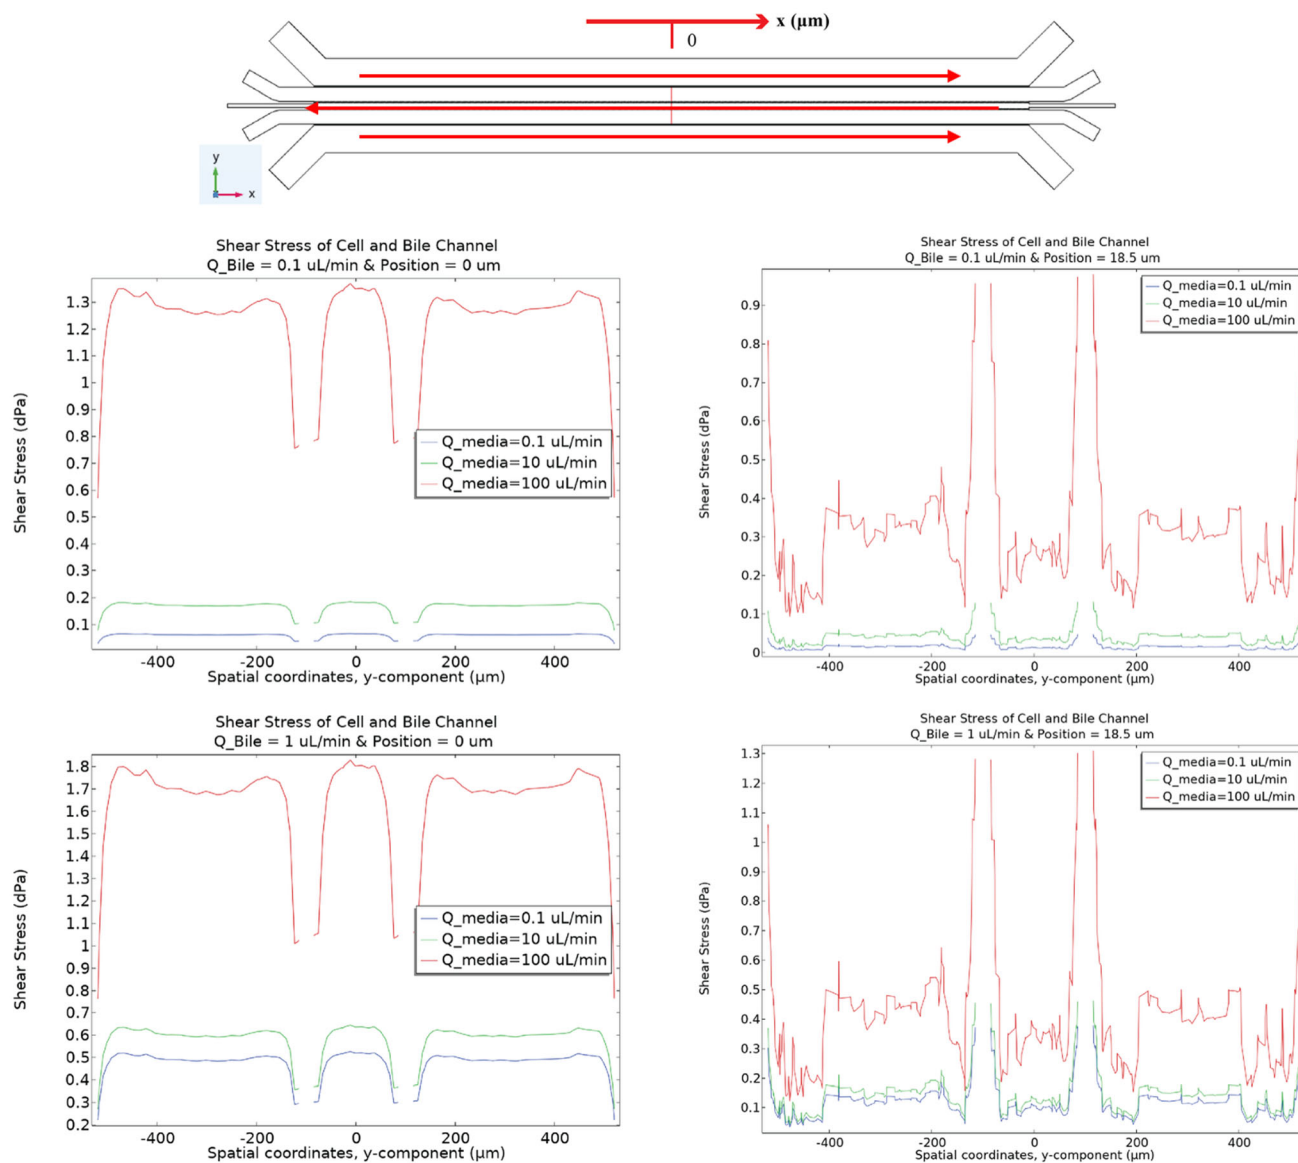 x (μm)
0
y
z
x
Shear Stress of Cell and Bile Channel
Q_Bile = 0.1 uL/min & Position = 0 um
Shear Stress (dPa)
1.3
1.2
1.1
1
0.9
0.8
0.7
0.6
0.5
0.4
0.3
0.2
0.1
Q_media=0.1 uL/min
Q_media=10 uL/min
Q_media=100 uL/min
-400
-200
0
200
400
Spatial coordinates, y-component (μm)
Shear Stress of Cell and Bile Channel
Q_Bile = 0.1 uL/min & Position = 18.5 um
Shear Stress (dPa)
0.9
0.8
0.7
0.6
0.5
0.4
0.3
0.2
0.1
0
Q_media=0.1 uL/min
Q_media=10 uL/min
Q_media=100 uL/min
-400
-200
0
200
400
Spatial coordinates, y-component (μm)
Shear Stress of Cell and Bile Channel
Q_Bile = 1 uL/min & Position = 0 um
Shear Stress (dPa)
1.8
1.7
1.6
1.5
1.4
1.3
1.2
1.1
1
0.9
0.8
0.7
0.6
0.5
0.4
0.3
0.2
Q_media=0.1 uL/min
Q_media=10 uL/min
Q_media=100 uL/min
-400
-200
0
200
400
Spatial coordinates, y-component (μm)
Shear Stress of Cell and Bile Channel
Q_Bile = 1 uL/min & Position = 18.5 um
Shear Stress (dPa)
1.3
1.2
1.1
1
0.9
0.8
0.7
0.6
0.5
0.4
0.3
0.2
0.1
Q_media=0.1 uL/min
Q_media=10 uL/min
Q_media=100 uL/min
-400
-200
0
200
400
Spatial coordinates, y-component (μm)